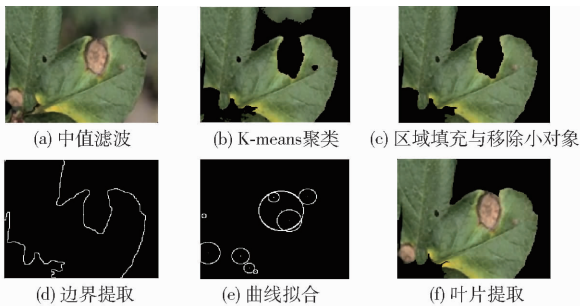 (a) 中值滤波
(b) K-means聚类
(c) 区域填充与移除小对象
(d) 边界提取
(e) 曲线拟合
(f) 叶片提取